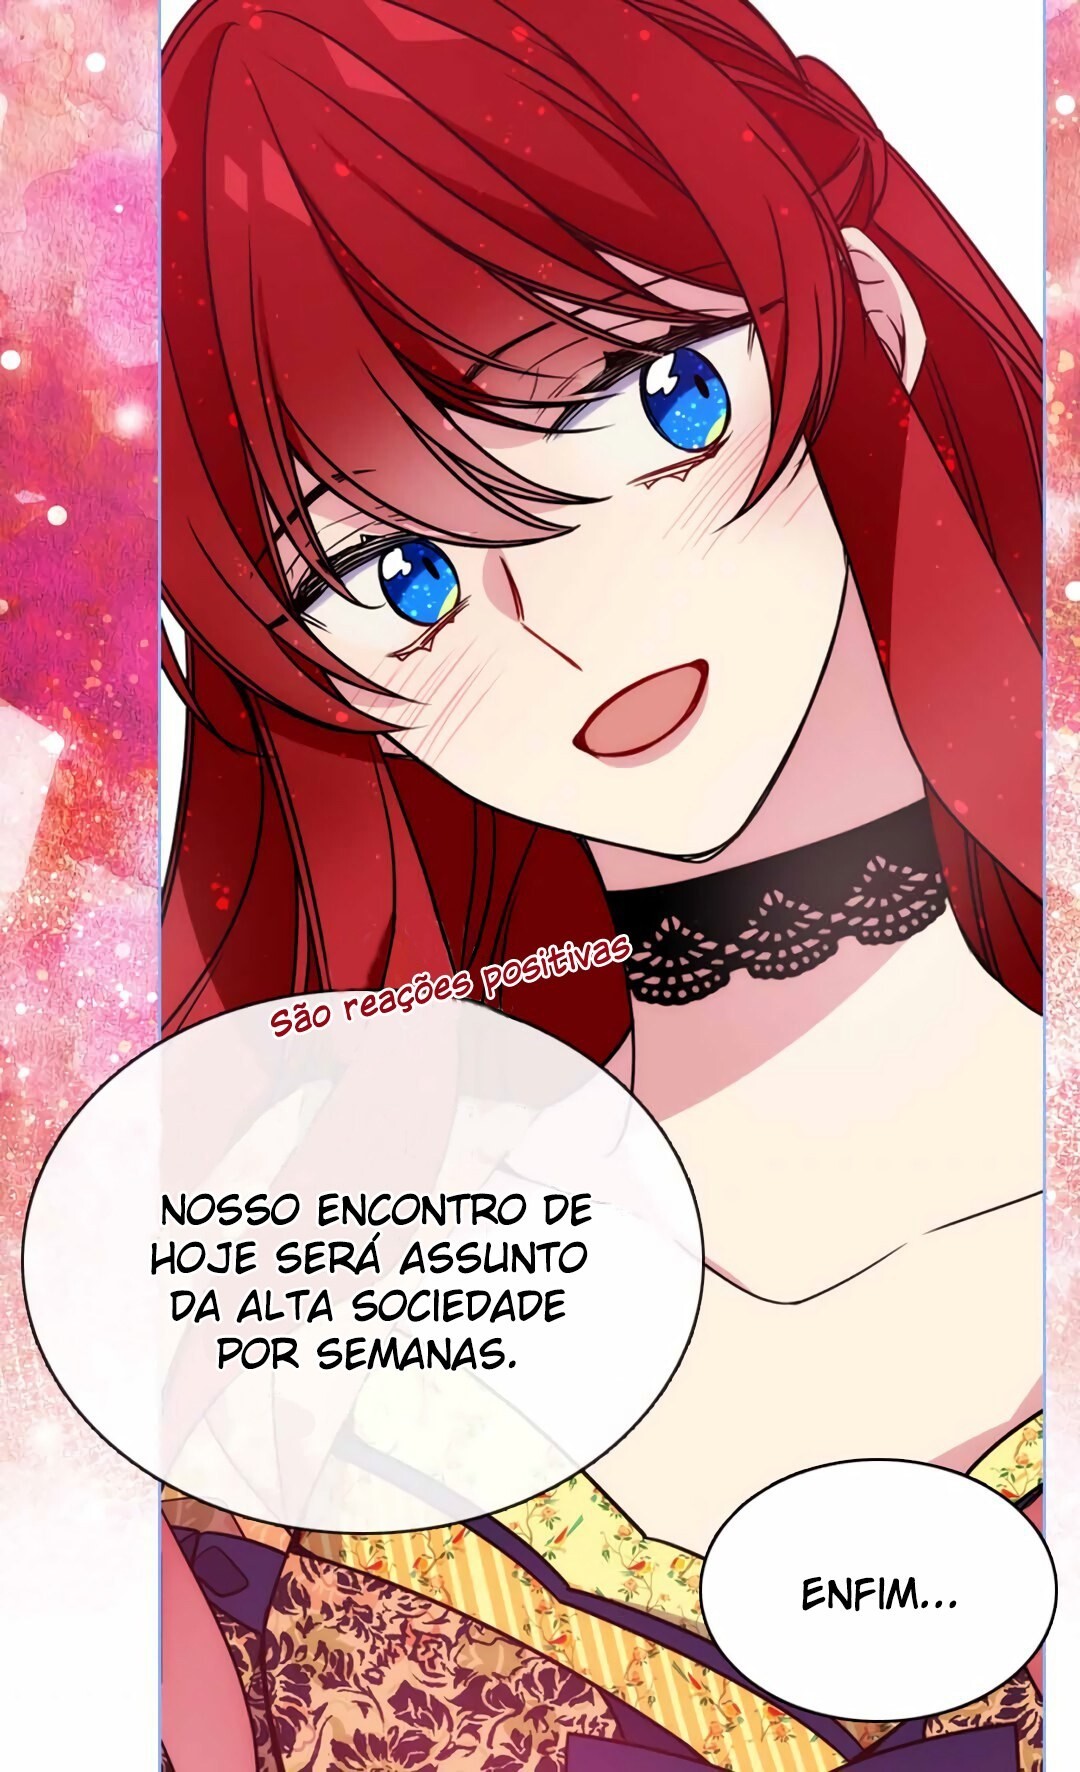 São reações positivas
NOSSO ENCONTRO DE
HOJE SERÁ ASSUNTO
DA ALTA SOCIEDADE
POR SEMANAS.
ENFIM...